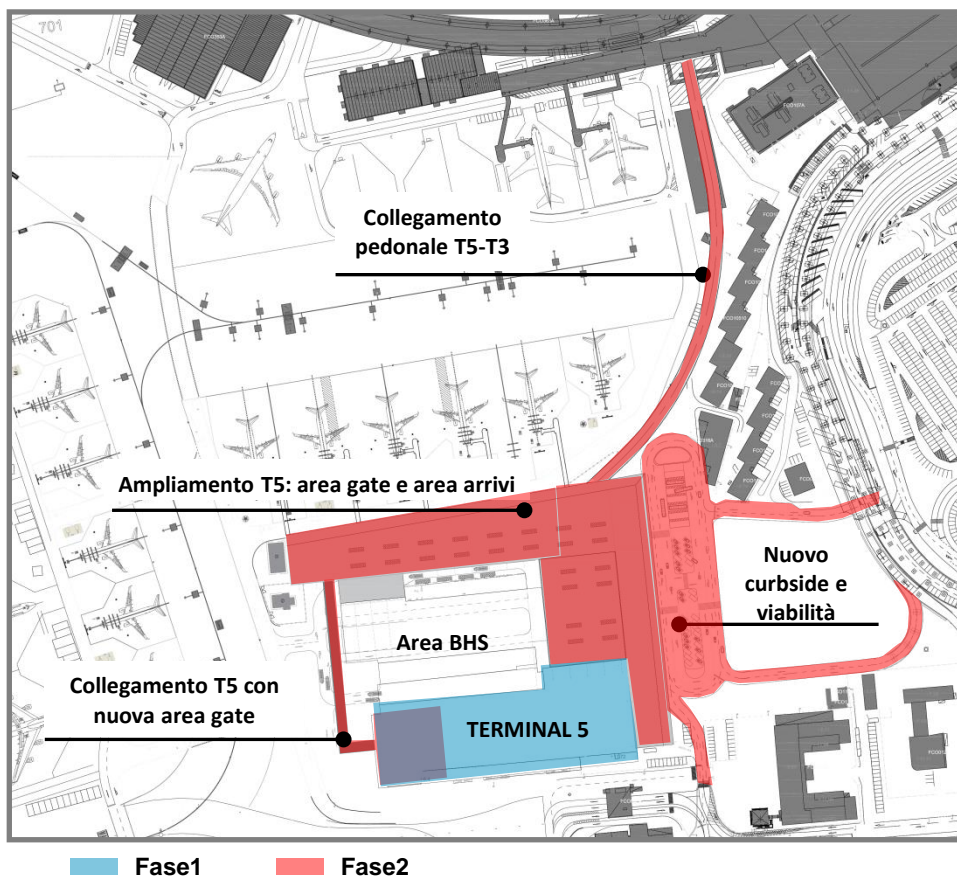 701
Collegamento
pedonale T5-T3
Ampliamento T5: area gate e area arrivi
Nuovo
curbside e
viabilità
Area BHS
Collegamento T5 con
nuova area gate
TERMINAL 5
Fase1
Fase2